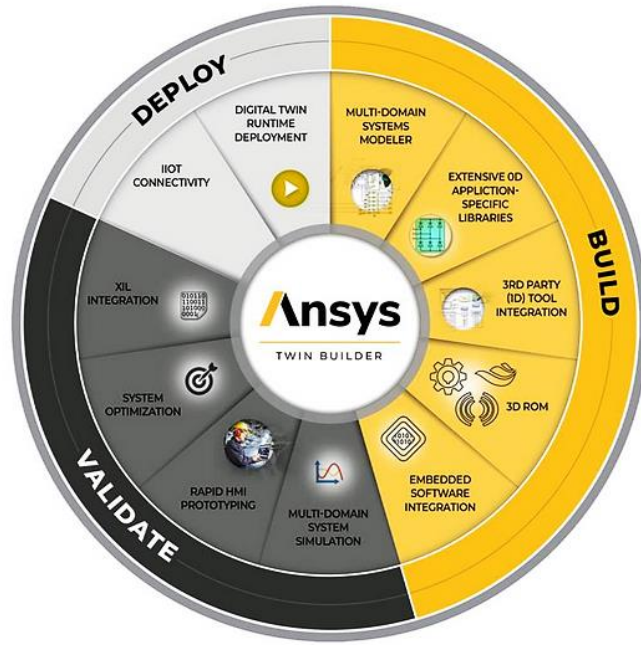 DEPLOY
BUILD
VALIDATE
DIGITAL TWIN
RUNTIME
DEPLOYMENT
MULTI-DOMAIN
SYSTEMS
MODELER
EXTENSIVE 0D
APPLICTION-
SPECIFIC
LIBRARIES
3RD PARTY
(1D) TOOL
INTEGRATION
3D ROM
EMBEDDED
SOFTWARE
INTEGRATION
MULTI-DOMAIN
SYSTEM
SIMULATION
RAPID HMI
PROTOTYPING
SYSTEM
OPTIMIZATION
XIL
INTEGRATION
IIOT
CONNECTIVITY
Ansys
TWIN BUILDER